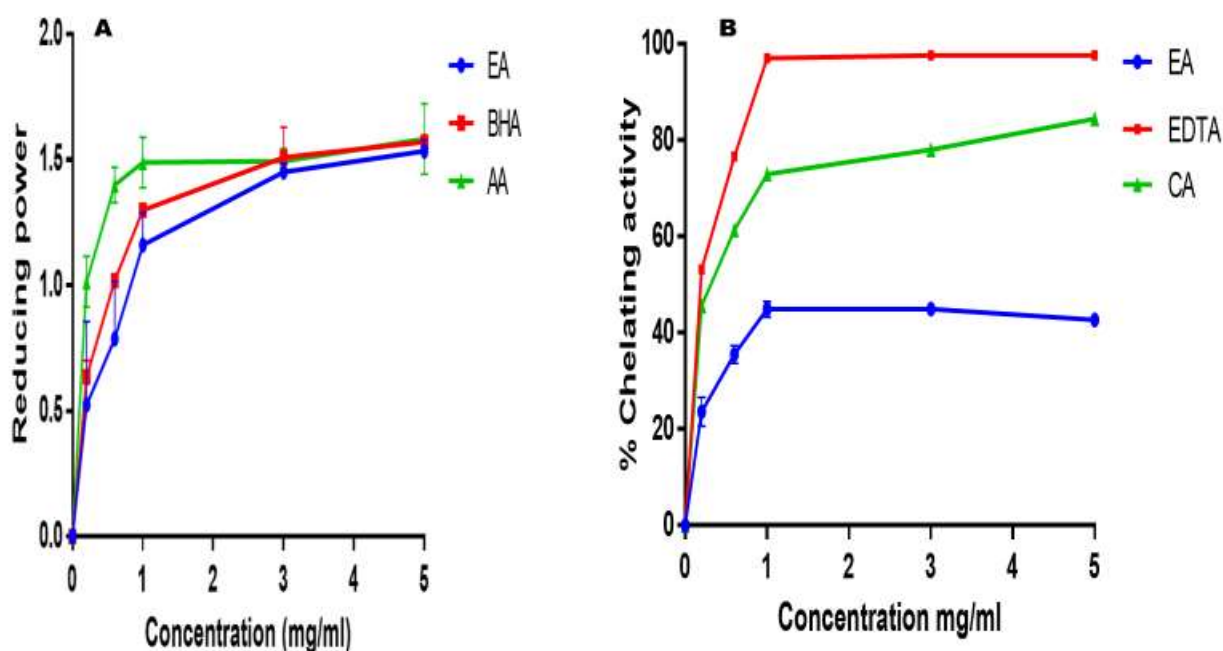 A
2.0
1.5
1.0
0.5
0.0
Reducing power
0 1 2 3 4 5
Concentration (mg/ml)
EA
BHA
AA
B
100
80
60
40
20
0
% Chelating activity
0 1 2 3 4 5
Concentration mg/ml
EA
EDTA
CA